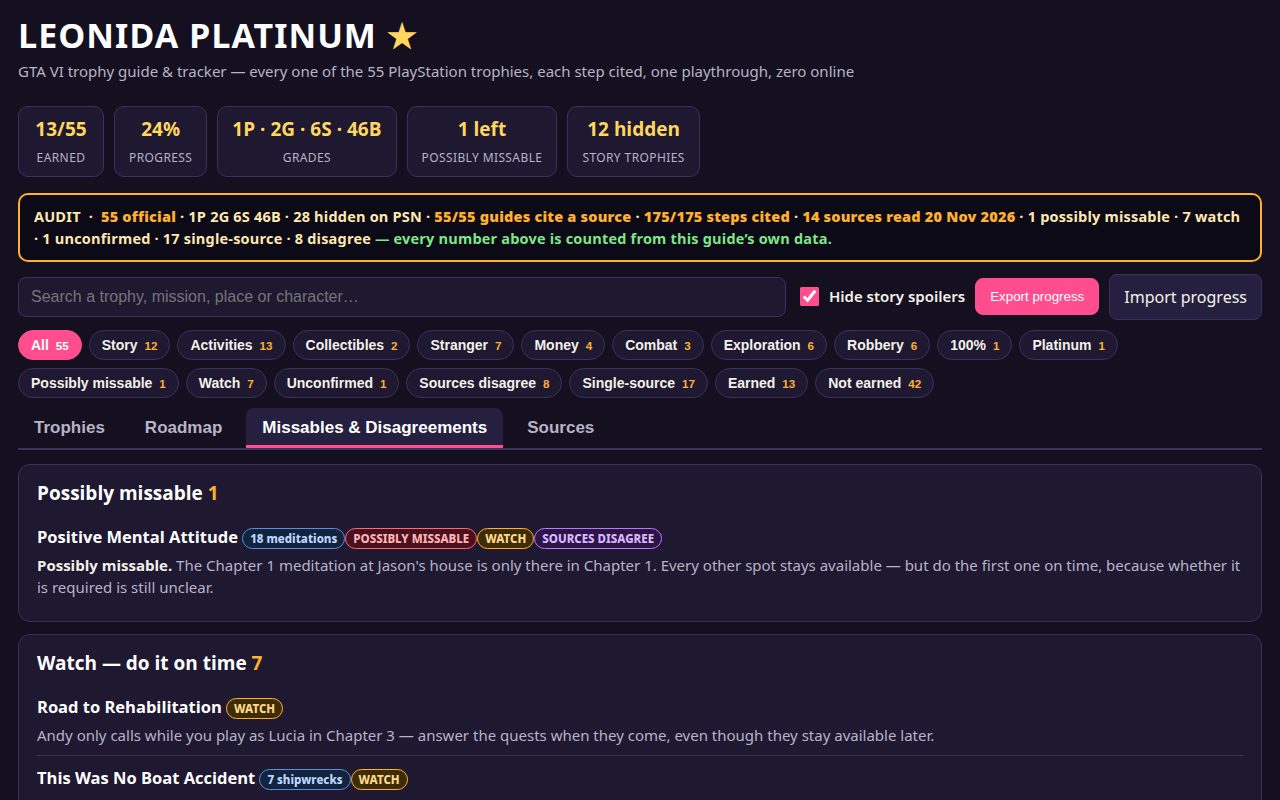 LEONIDA PLATINUM ★
GTA VI trophy guide & tracker — every one of the 55 PlayStation trophies, each step cited, one playthrough, zero online
13/55 24% 1P · 2G · 6S · 46B 1 left 12 hidden
EARNED PROGRESS GRADES POSSIBLY MISSABLE STORY TROPHIES
AUDIT · 55 official · 1P 2G 6S 46B · 28 hidden on PSN · 55/55 guides cite a source · 175/175 steps cited · 14 sources read 20 Nov 2026 · 1 possibly missable · 7 watch
· 1 unconfirmed · 17 single-source · 8 disagree — every number above is counted from this guide’s own data.
Search a trophy, mission, place or character… Hide story spoilers Export progress Import progress
All 55 Story 12 Activities 13 Collectibles 2 Stranger 7 Money 4 Combat 3 Exploration 6 Robbery 6 100% 1 Platinum 1
Possibly missable 1 Watch 7 Unconfirmed 1 Sources disagree 8 Single-source 17 Earned 13 Not earned 42
Trophies Roadmap Missables & Disagreements Sources
Possibly missable 1
Positive Mental Attitude 18 meditations POSSIBLY MISSABLE WATCH SOURCES DISAGREE
Possibly missable. The Chapter 1 meditation at Jason's house is only there in Chapter 1. Every other spot stays available — but do the first one on time, because whether it
is required is still unclear.
Watch — do it on time 7
Road to Rehabilitation WATCH
Andy only calls while you play as Lucia in Chapter 3 — answer the quests when they come, even though they stay available later.
This Was No Boat Accident 7 shipwrecks WATCH